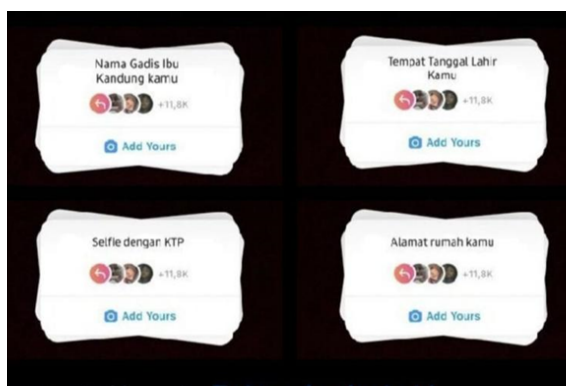 Nama Gadis Ibu
Kandung kamu
+11,8K
Add Yours
Tempat Tanggal Lahir
Kamu
+11,8K
Add Yours
Selfie dengan KTP
+11,8K
Add Yours
Alamat rumah kamu
+11,8K
Add Yours